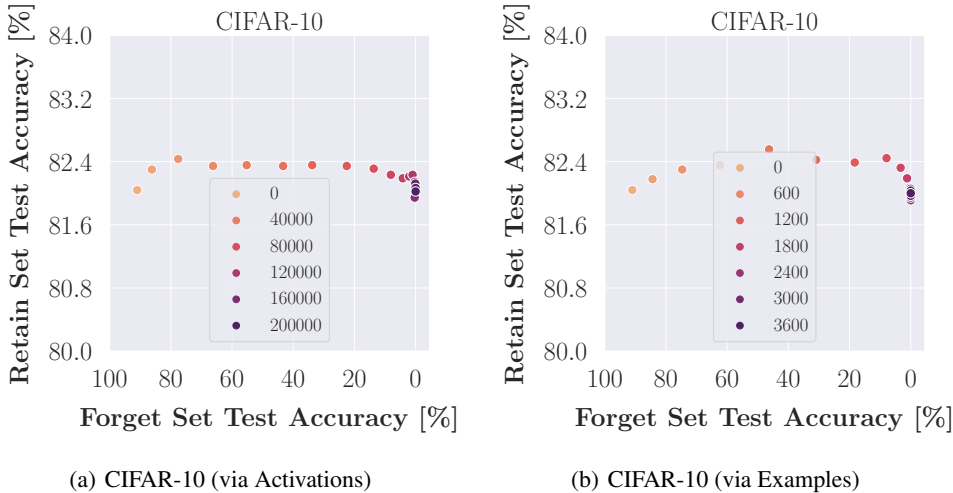 CIFAR-10
Retain Set Test Accuracy [%]
84.0
83.2
82.4
81.6
80.8
80.0
0
40000
80000
120000
160000
200000
100 80 60 40 20 0
Forget Set Test Accuracy [%]
(a) CIFAR-10 (via Activations)
CIFAR-10
Retain Set Test Accuracy [%]
84.0
83.2
82.4
81.6
80.8
80.0
0
600
1200
1800
2400
3000
3600
100 80 60 40 20 0
Forget Set Test Accuracy [%]
(b) CIFAR-10 (via Examples)